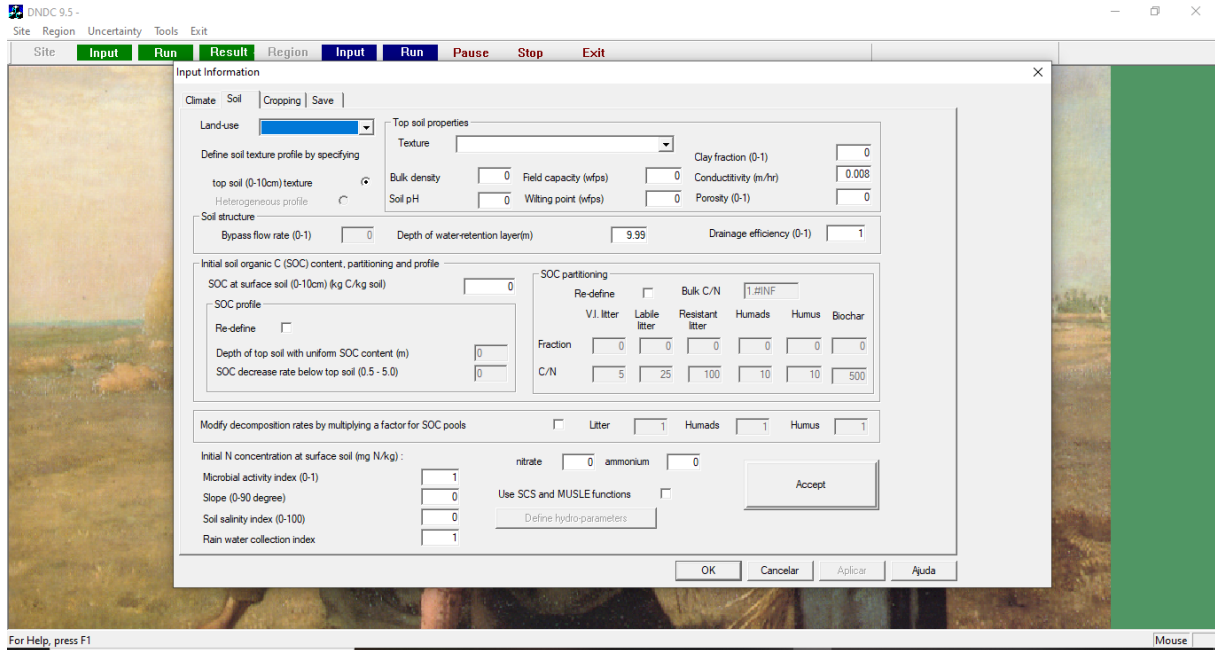 DNDC 9.5 -
Site Region Uncertainty Tools Exit
Site Input Run Result Region Input Run Pause Stop Exit
Input Information
Climate Soil Cropping Save
Land-use
Top soil properties
Texture
Clay fraction (0-1) 0
Define soil texture profile by specifying
top soil (0-10cm) texture
Bulk density 0 Field capacity (wfps) 0 Conductitivity (m/hr) 0.008
Heterogeneous profile
Soil pH 0 Wilting point (wfps) 0 Porosity (0-1) 0
Soil structure
Bypass flow rate (0-1) 0 Depth of water-retention layer(m) 9.99 Drainage efficiency (0-1) 1
Initial soil organic C (SOC) content, partitioning and profile
SOC at surface soil (0-10cm) (kg C/kg soil) 0
SOC profile
Re-define
Depth of top soil with uniform SOC content (m) 0
SOC decrease rate below top soil (0.5 - 5.0) 0
SOC partitioning
Re-define Bulk C/N 1.#INF
V.l. litter Labile litter Resistant litter Humads Humus Biochar
Fraction 0 0 0 0 0 0
C/N 5 25 100 10 10 500
Modify decomposition rates by multiplying a factor for SOC pools Litter 1 Humads 1 Humus 1
Initial N concentration at surface soil (mg N/kg) : nitrate 0 ammonium 0
Microbial activity index (0-1) 1
Slope (0-90 degree) 0
Soil salinity index (0-100) 0
Rain water collection index 1
Use SCS and MUSLE functions
Define hydro-parameters
Accept
OK Cancelar Aplicar Ajuda
For Help, press F1
Mouse